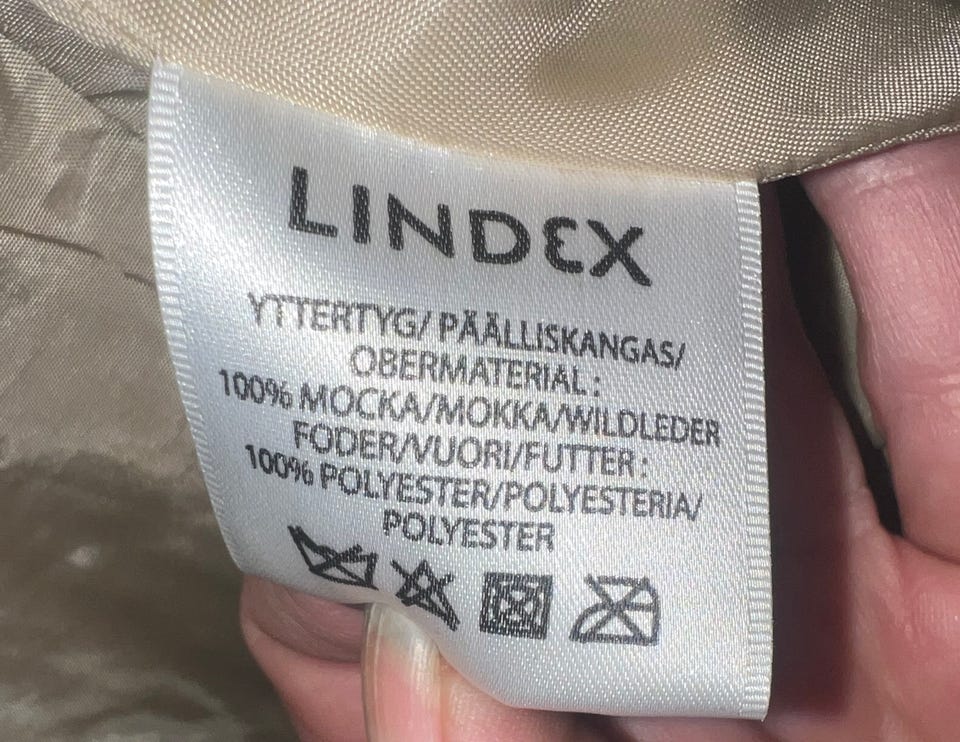 LINDEX
YTTERTYG/ PÄÄLLISKANGAS/
OBERMATERIAL:
100% MOCKA/MOKKA/WILDLEDER
FODER/VUORI/FUTTER:
100% POLYESTER/POLYESTERIA/
POLYESTER